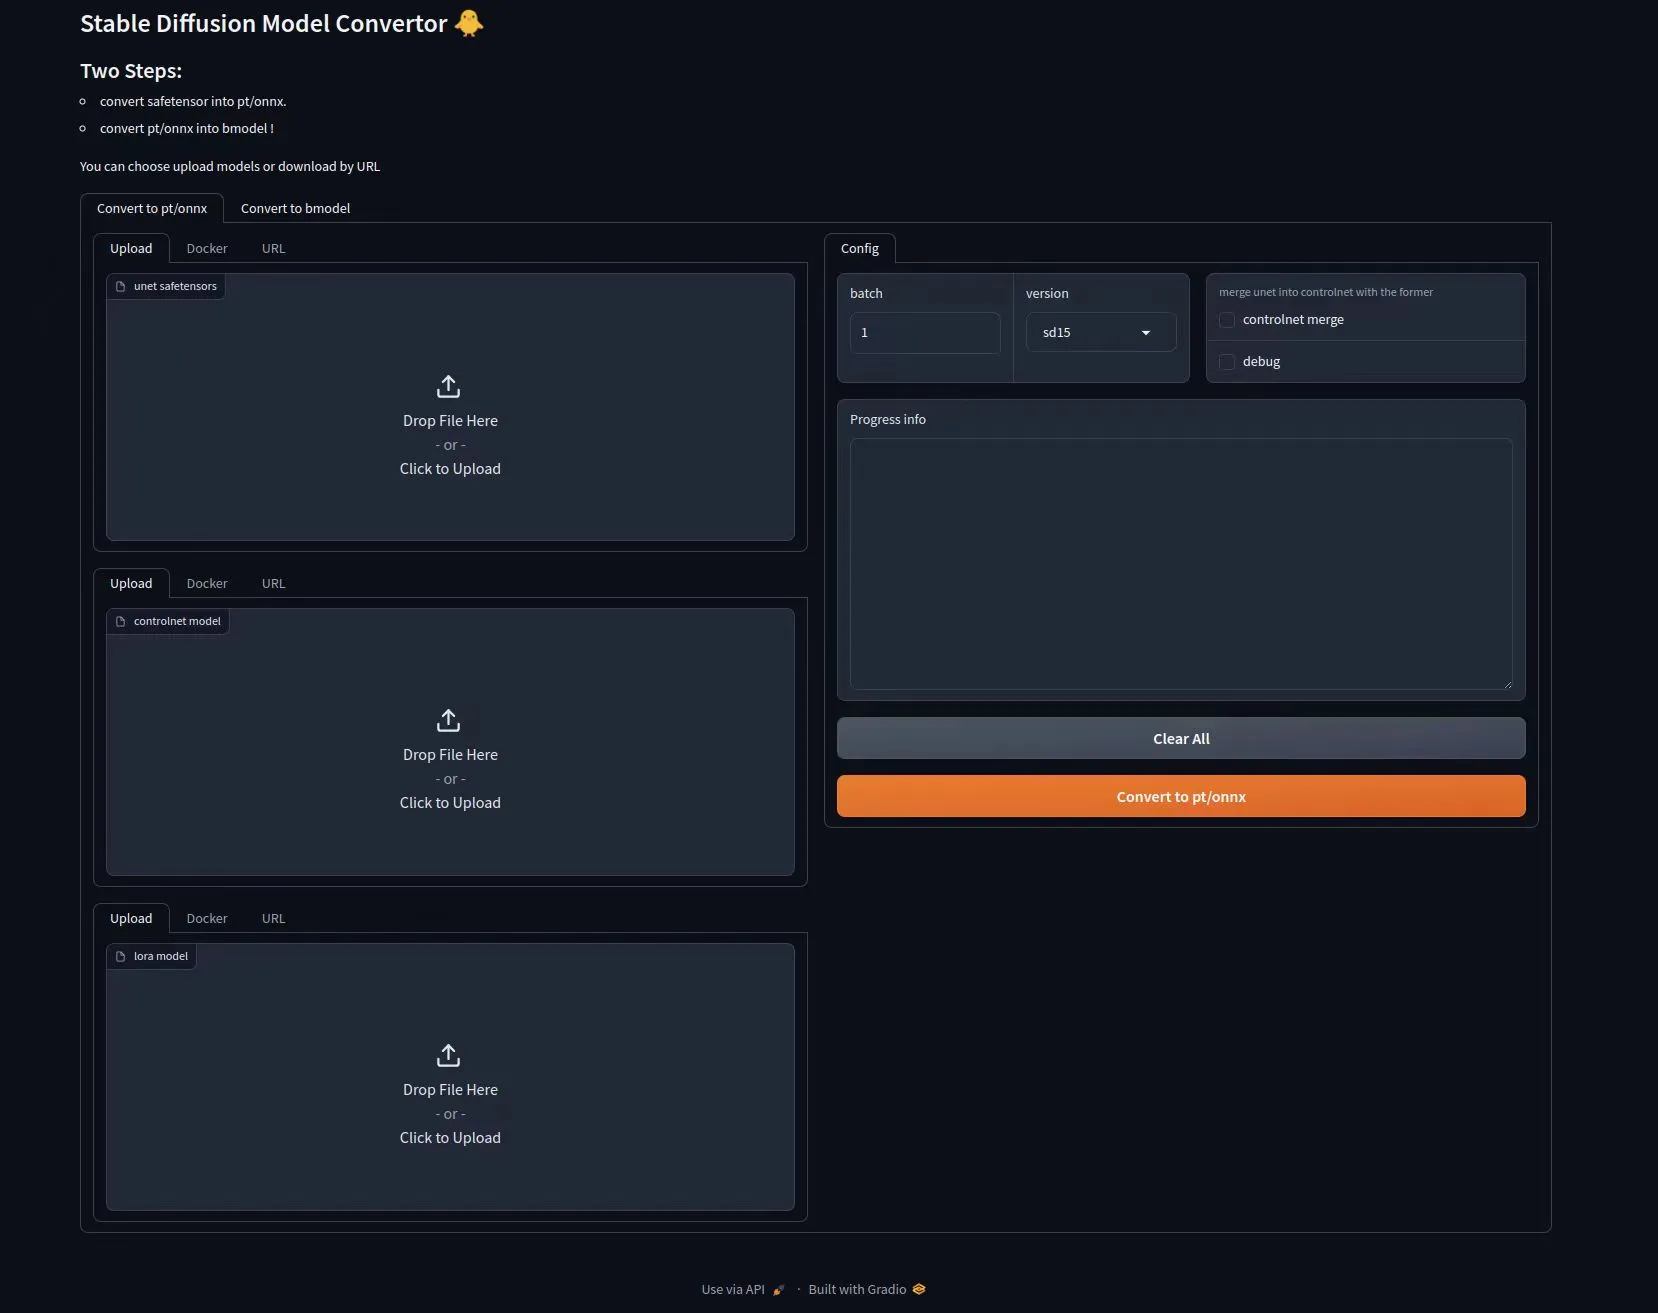 Stable Diffusion Model Convertor 🐥
Two Steps:
convert safetensor into pt/onnx.
convert pt/onnx into bmodel !
You can choose upload models or download by URL
Convert to pt/onnx
Convert to bmodel
Upload
Docker
URL
unet safetensors
Drop File Here
- or -
Click to Upload
Upload
Docker
URL
controlnet model
Drop File Here
- or -
Click to Upload
Upload
Docker
URL
lora model
Drop File Here
- or -
Click to Upload
Config
batch
1
version
sd15
merge unet into controlnet with the former
controlnet merge
debug
Progress info
Clear All
Convert to pt/onnx
Use via API 🚀 · Built with Gradio